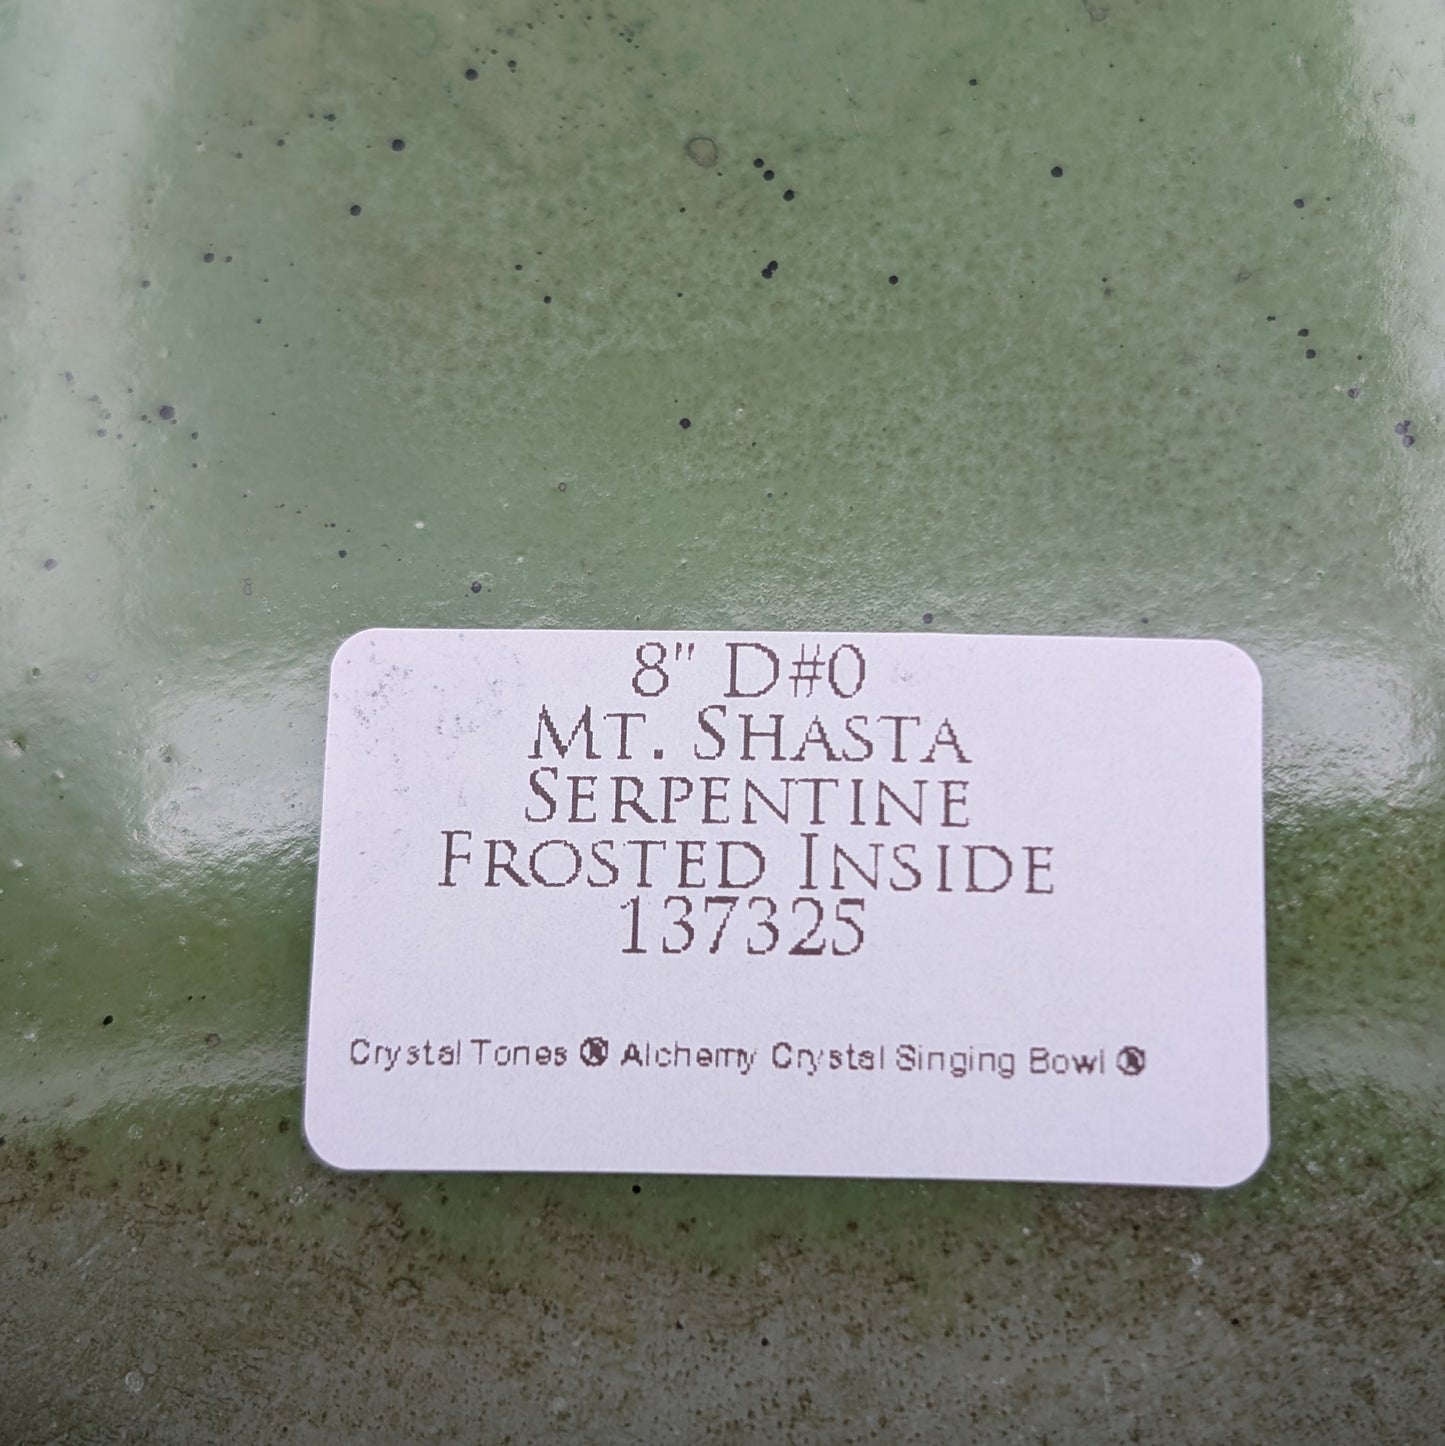 8" D#0
Mt. Shasta
Serpentine
Frosted Inside
137325
Crystal Tones ® Alchemy Crystal Singing Bowl ®